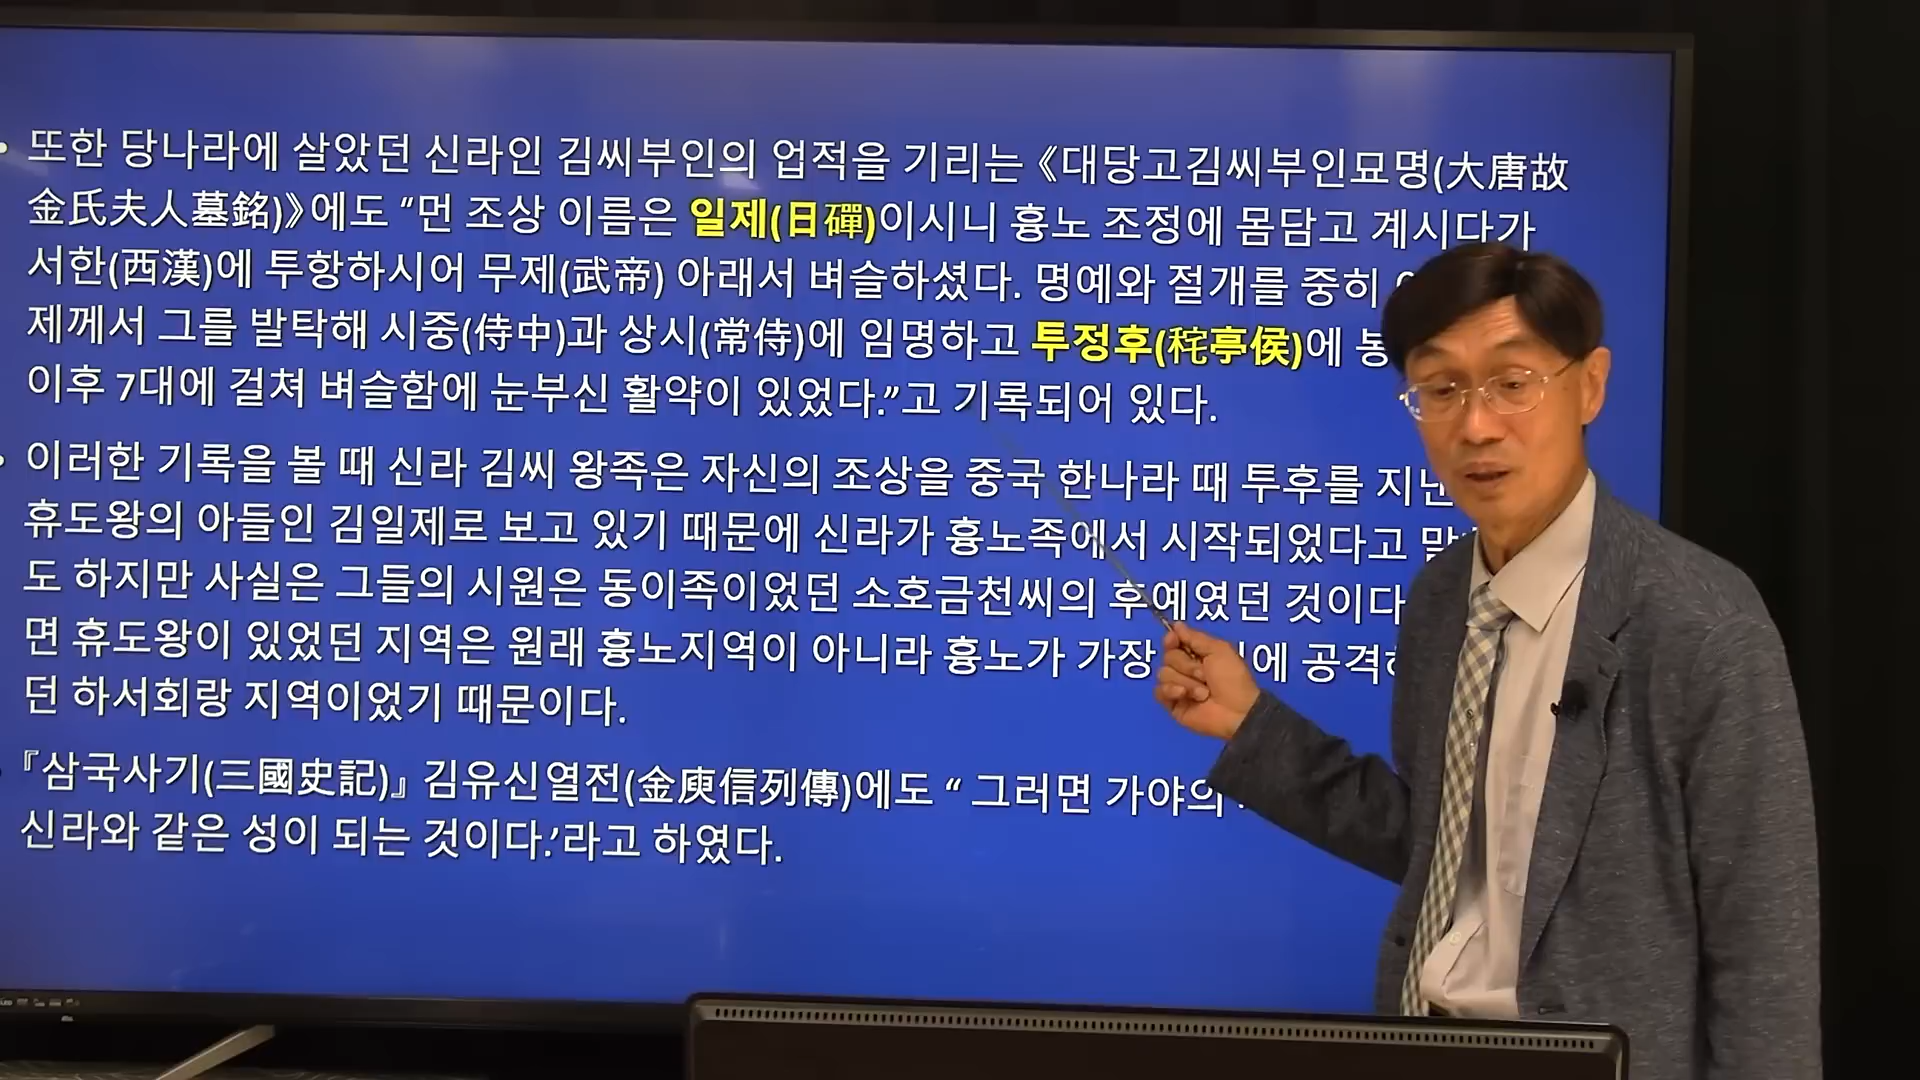 • 또한 당나라에 살았던 신라인 김씨부인의 업적을 기리는 《대당고김씨부인묘명(大唐故
金氏夫人墓銘)》에도 “먼 조상 이름은 일제(日磾)이시니 흉노 조정에 몸담고 계시다가
서한(西漢)에 투항하시어 무제(武帝) 아래서 벼슬하셨다. 명예와 절개를 중히
제께서 그를 발탁해 시중(侍中)과 상시(常侍)에 임명하고 투정후(秺亭侯)에
이후 7대에 걸쳐 벼슬함에 눈부신 활약이 있었다.”고 기록되어 있다.
• 이러한 기록을 볼 때 신라 김씨 왕족은 자신의 조상을 중국 한나라 때 투후를 지낸
휴도왕의 아들인 김일제로 보고 있기 때문에 신라가 흉노족에서 시작되었다고
도 하지만 사실은 그들의 시원은 동이족이었던 소호금천씨의 후예였던 것이다
면 휴도왕이 있었던 지역은 원래 흉노지역이 아니라 흉노가 가장 에 공격하
던 하서회랑 지역이었기 때문이다.
『삼국사기(三國史記)』 김유신열전(金庾信列傳)에도 “ 그러면 가야의
신라와 같은 성이 되는 것이다.’라고 하였다.